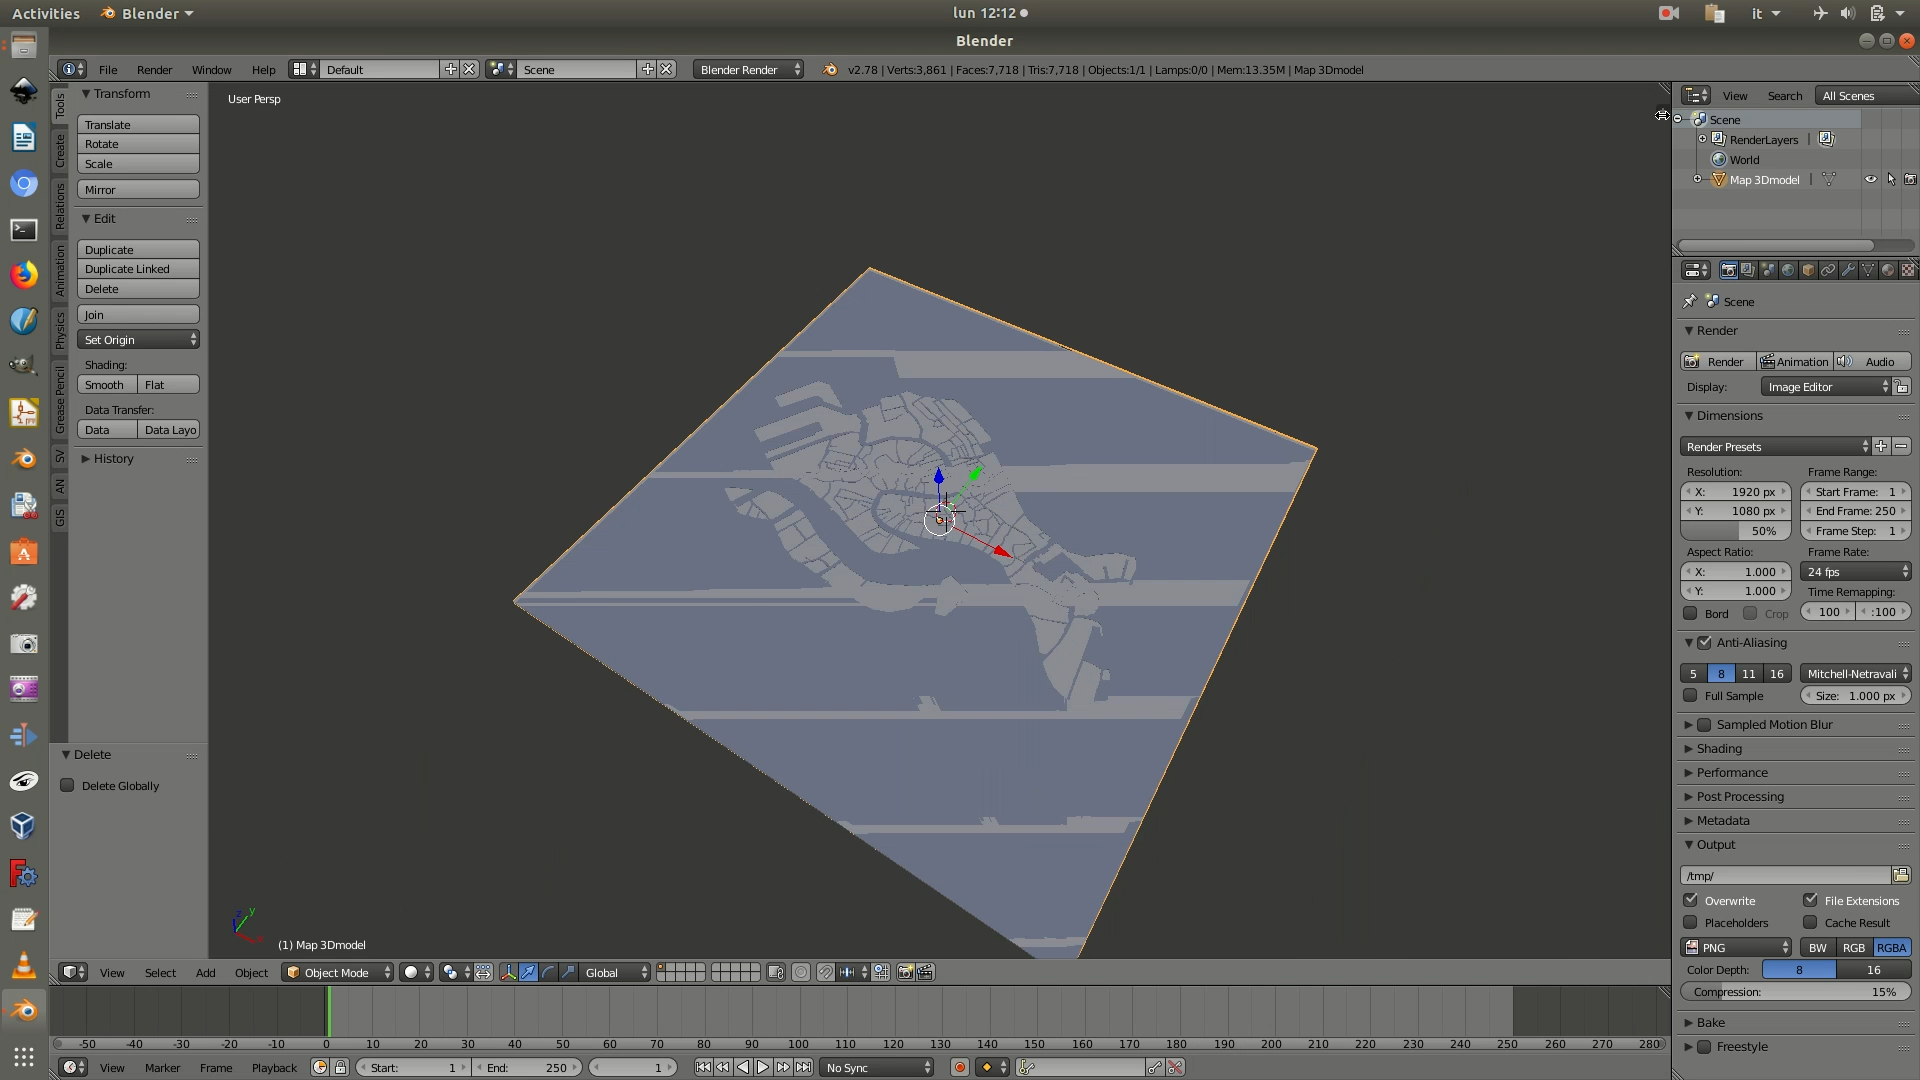 Activities Blender lun 12:12 it
Blender
File Render Window Help Default Scene Blender Render v2.78 | Verts:3,861 | Faces:7,718 | Tris:7,718 | Objects:1/1 | Lamps:0/0 | Mem:13.35M | Map 3Dmodel
Tools
Create
Relations
Animation
Physics
Grease Pencil
SV
AN
GIS
Transform
Translate
Rotate
Scale
Mirror
Edit
Duplicate
Duplicate Linked
Delete
Join
Set Origin
Shading:
Smooth Flat
Data Transfer:
Data Data Layo
History
Delete
Delete Globally
User Persp
(1) Map 3Dmodel
View Select Add Object Object Mode Global
-50 -40 -30 -20 -10 0 10 20 30 40 50 60 70 80 90 100 110 120 130 140 150 160 170 180 190 200 210 220 230 240 250 260 270 280
View Marker Frame Playback Start: 1 End: 250 1 No Sync
View Search All Scenes
Scene
RenderLayers
World
Map 3Dmodel
Scene
Render
Render Animation Audio
Display: Image Editor
Dimensions
Render Presets
Resolution: Frame Range:
X: 1920 px Start Frame: 1
Y: 1080 px End Frame: 250
50% Frame Step: 1
Aspect Ratio: Frame Rate:
X: 1.000 24 fps
Y: 1.000 Time Remapping:
Bord Crop 100 :100
Anti-Aliasing
5 8 11 16 Mitchell-Netravali
Full Sample Size: 1.000 px
Sampled Motion Blur
Shading
Performance
Post Processing
Metadata
Output
/tmp/
Overwrite File Extensions
Placeholders Cache Result
PNG BW RGB RGBA
Color Depth: 8 16
Compression: 15%
Bake
Freestyle